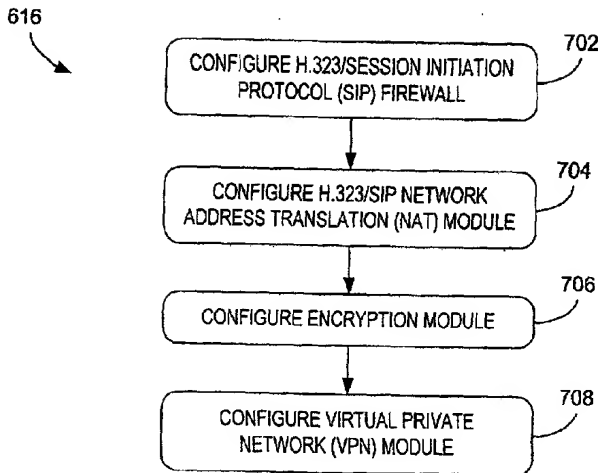 616
CONFIGURE H.323/SESSION INITIATION
PROTOCOL (SIP) FIREWALL
702
CONFIGURE H.323/SIP NETWORK
ADDRESS TRANSLATION (NAT) MODULE
704
CONFIGURE ENCRYPTION MODULE
706
CONFIGURE VIRTUAL PRIVATE
NETWORK (VPN) MODULE
708